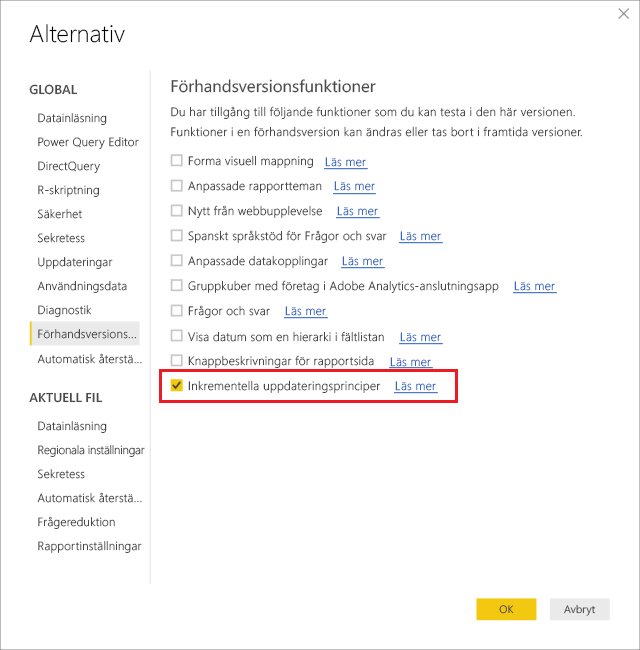 Alternativ
GLOBAL
Datainläsning
Power Query Editor
DirectQuery
R-skriptning
Säkerhet
Sekretess
Uppdateringar
Användningsdata
Diagnostik
Förhandsversions...
Automatisk återstä...
AKTUELL FIL
Datainläsning
Regionala inställningar
Sekretess
Automatisk återstä...
Frågereduktion
Rapportinställningar
Förhandsversionsfunktioner
Du har tillgång till följande funktioner som du kan testa i den här versionen.
Funktioner i en förhandsversion kan ändras eller tas bort i framtida versioner.
Forma visuell mappning Läs mer
Anpassade rapportteman Läs mer
Nytt från webbupplevelse Läs mer
Spanskt språkstöd för Frågor och svar Läs mer
Anpassade datakopplingar Läs mer
Gruppkuber med företag i Adobe Analytics-anslutningsapp Läs mer
Frågor och svar Läs mer
Visa datum som en hierarki i fältlistan Läs mer
Knappbeskrivningar för rapportsida Läs mer
Inkrementella uppdateringsprinciper Läs mer
OK
Avbryt